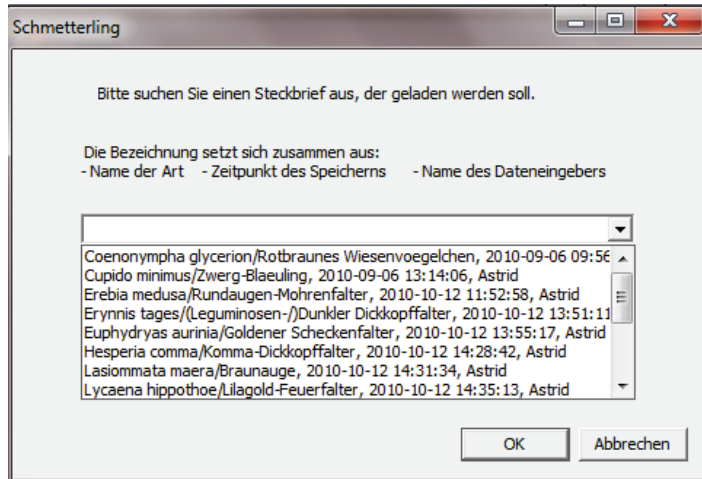 Schmetterling
Bitte suchen Sie einen Steckbrief aus, der geladen werden soll.
Die Bezeichnung setzt sich zusammen aus:
- Name der Art - Zeitpunkt des Speicherns - Name des Dateneingebers
Coenonympha glycerion/Rotbraunes Wiesenvoegelchen, 2010-09-06 09:56
Cupido minimus/Zwerg-Blaeuling, 2010-09-06 13:14:06, Astrid
Erebia medusa/Rundaugen-Mohrenfalter, 2010-10-12 11:52:58, Astrid
Erynnis tages/(Leguminosen-/)Dunkler Dickkopffalter, 2010-10-12 13:51:11
Euphydryas aurinia/Goldener Scheckenfalter, 2010-10-12 13:55:17, Astrid
Hesperia comma/Komma-Dickkopffalter, 2010-10-12 14:28:42, Astrid
Lasiommata maera/Braunauge, 2010-10-12 14:31:34, Astrid
Lycaena hippothoe/Lilagold-Feuerfalter, 2010-10-12 14:35:13, Astrid
OK Abbrechen